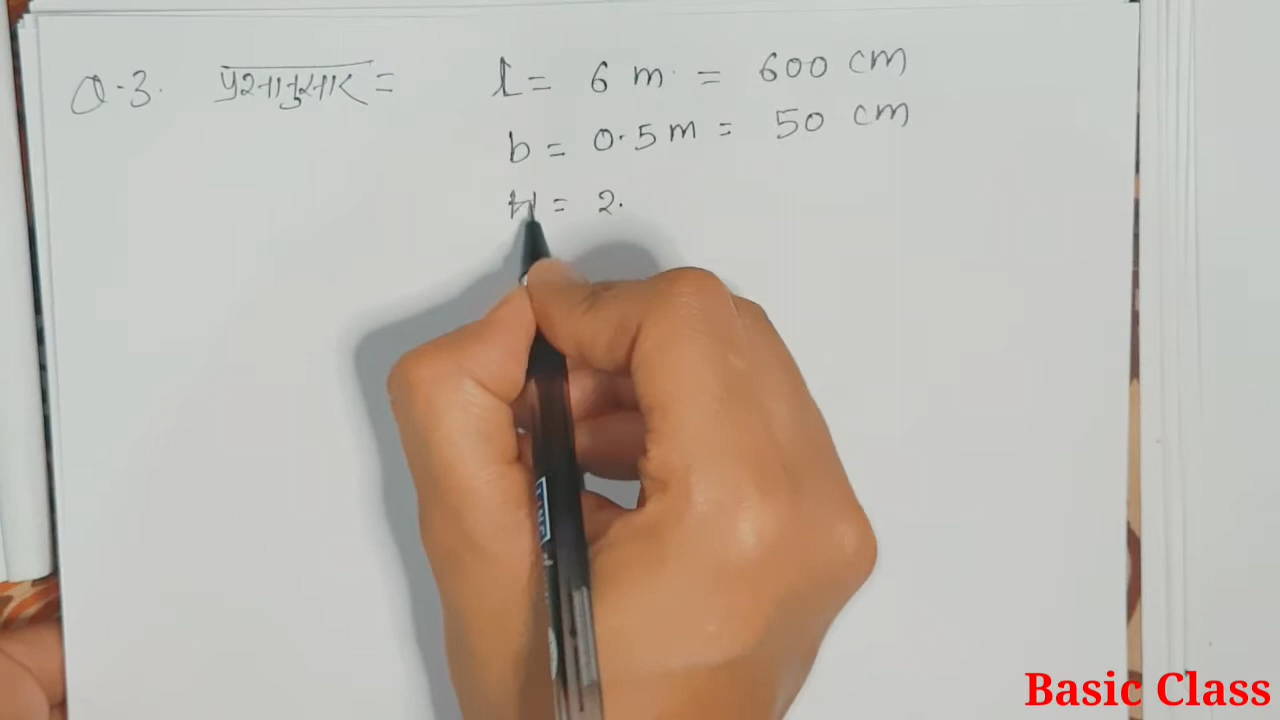 Q.3. प्रश्नानुसार = l = 6 m. = 600 cm
b = 0.5 m = 50 cm
H = 2.
Basic Class